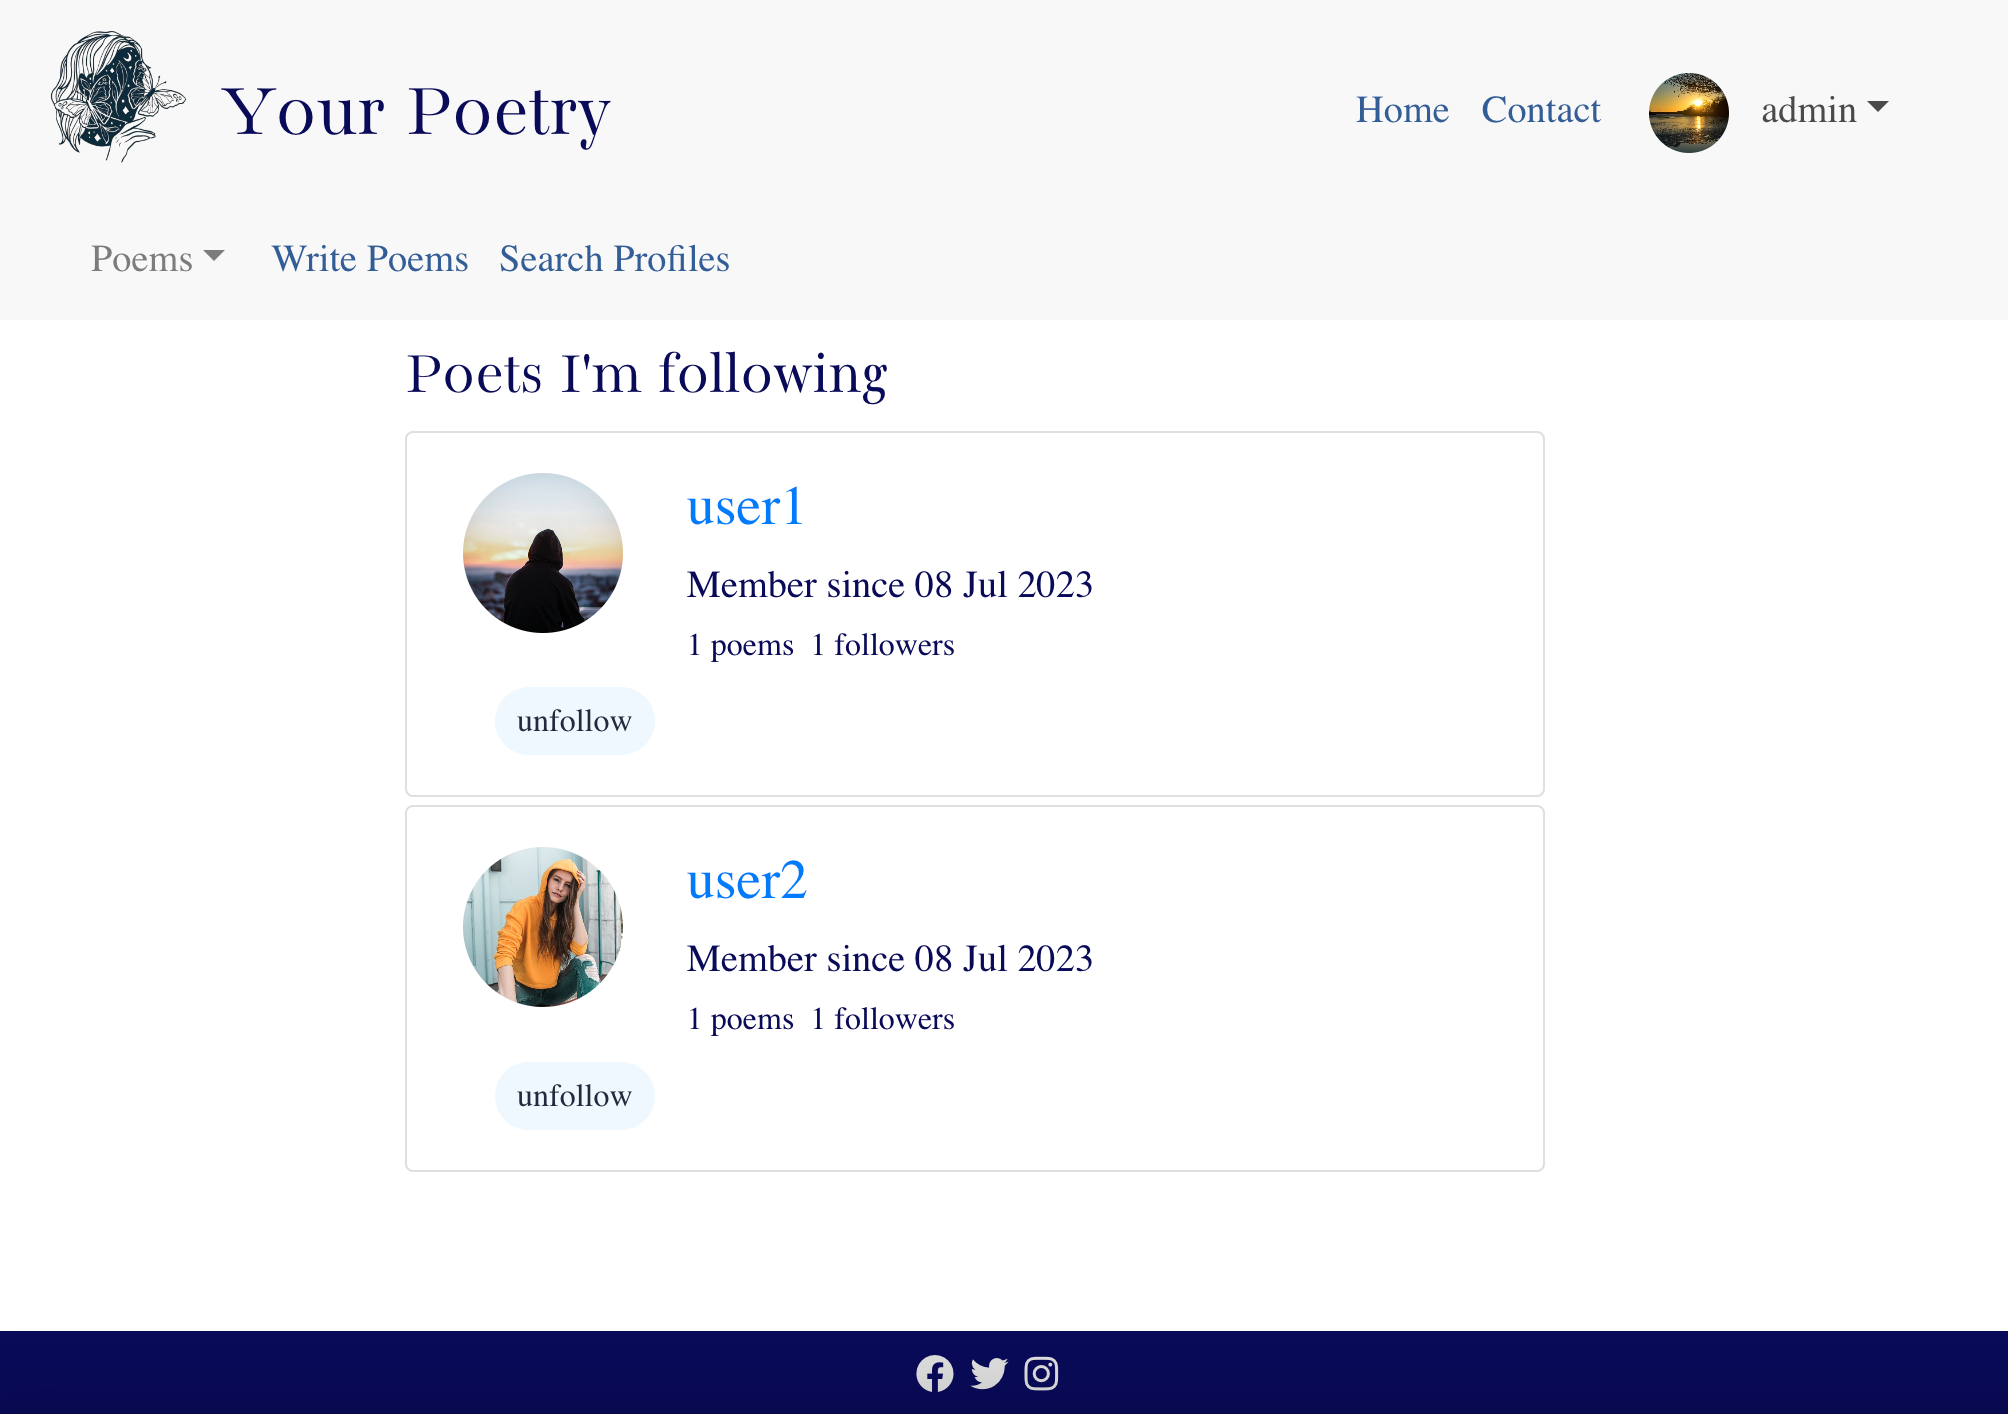 Your Poetry
Home Contact admin
Poems Write Poems Search Profiles
Poets I'm following
user1
Member since 08 Jul 2023
1 poems 1 followers
unfollow
user2
Member since 08 Jul 2023
1 poems 1 followers
unfollow